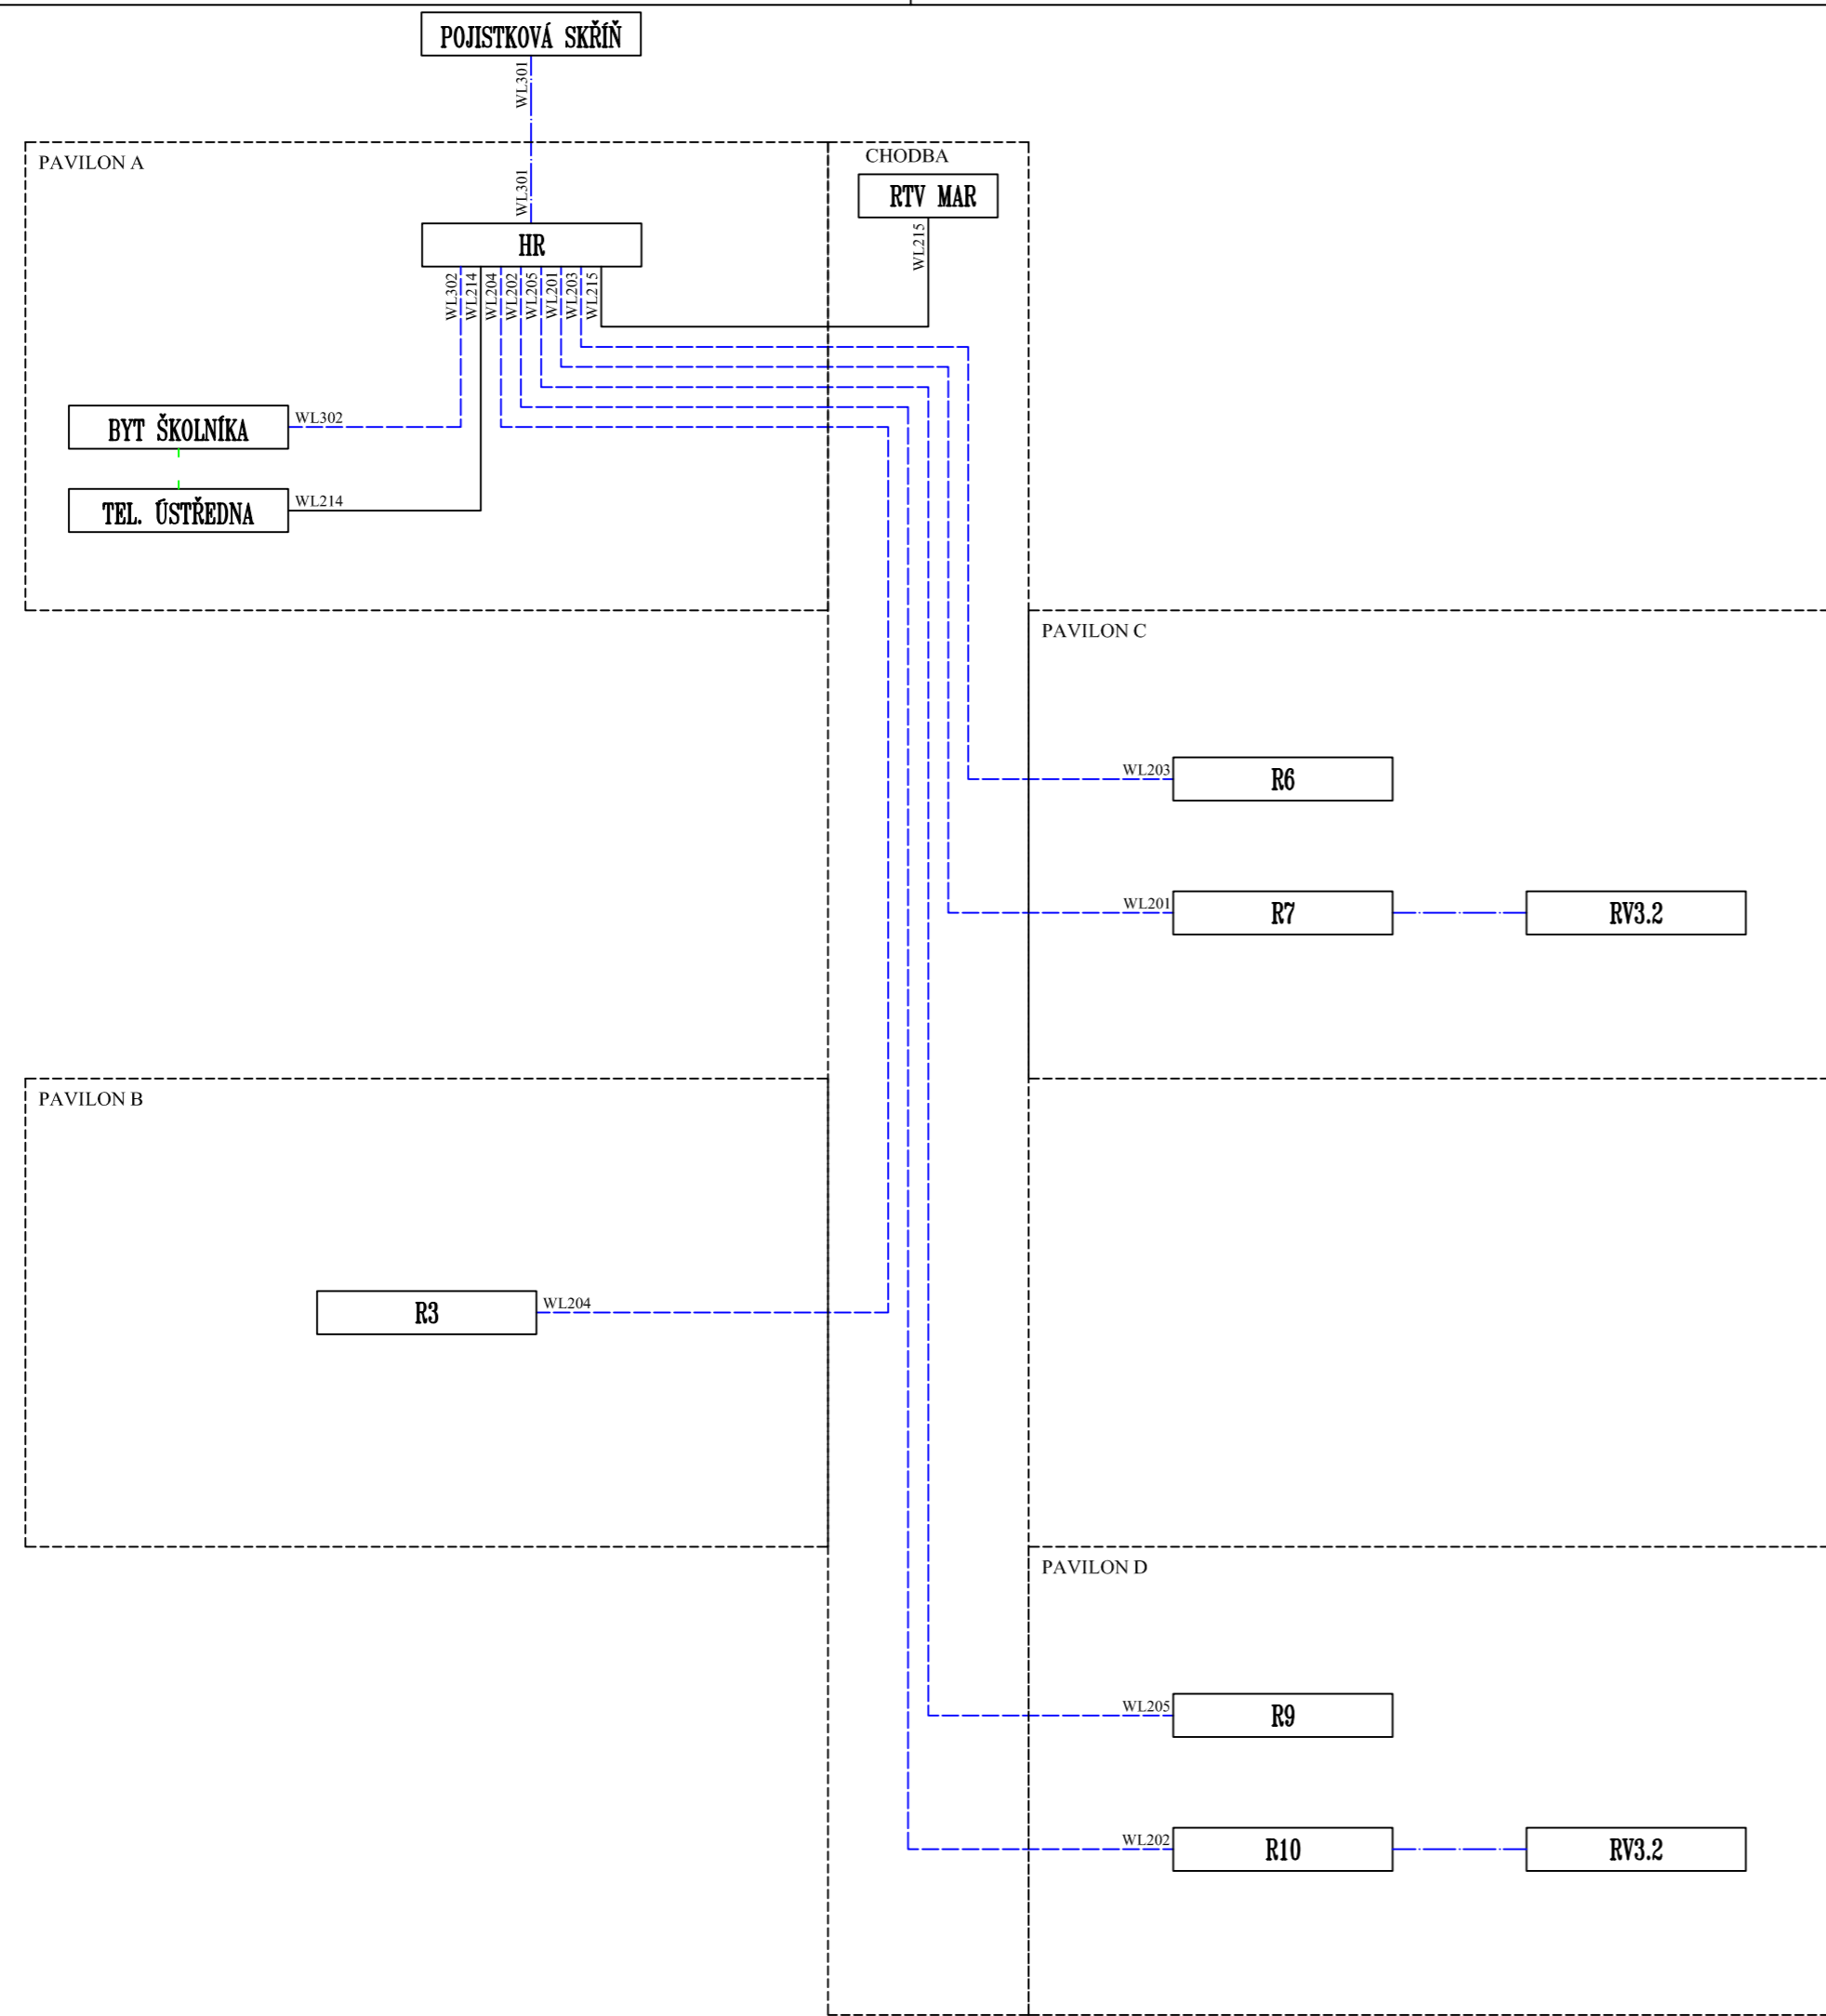 POJISTKOVÁ SKŘÍŇ
WL301
PAVILON A
CHODBA
WL301
RTV MAR
HR
WL215
WL302
WL214
WL204
WL202
WL205
WL201
WL203
WL215
BYT ŠKOLNÍKA
WL302
TEL. ÚSTŘEDNA
WL214
PAVILON C
WL203
R6
WL201
R7
RV3.2
PAVILON B
R3
WL204
PAVILON D
WL205
R9
WL202
R10
RV3.2